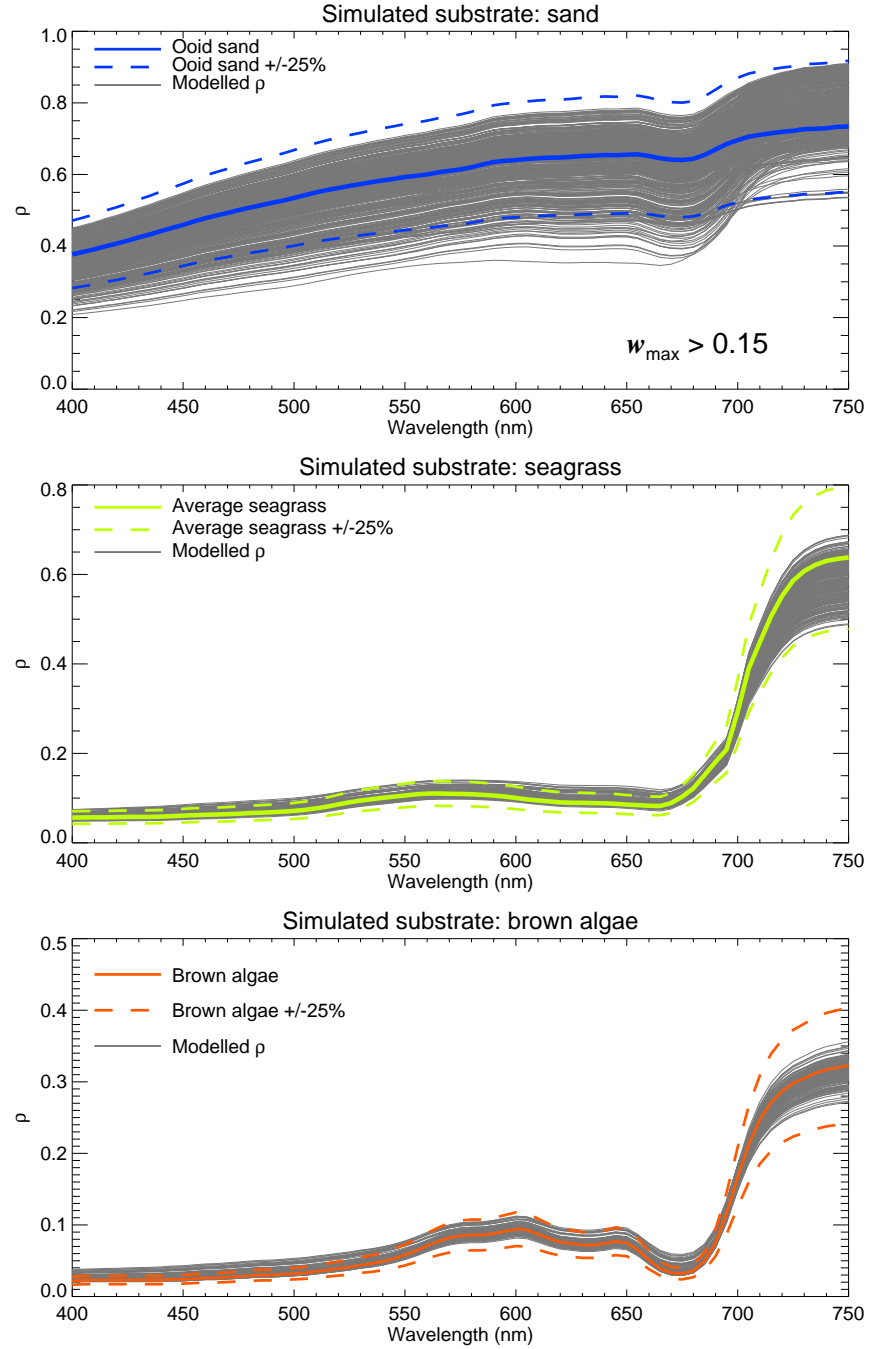 Simulated substrate: sand
1.0
Ooid sand
Ooid sand +/-25%
Modelled ρ
0.8
0.6
ρ
0.4
0.2
w_max > 0.15
0.0
400 450 500 550 600 650 700 750
Wavelength (nm)
Simulated substrate: seagrass
0.8
Average seagrass
Average seagrass +/-25%
Modelled ρ
0.6
ρ
0.4
0.2
0.0
400 450 500 550 600 650 700 750
Wavelength (nm)
Simulated substrate: brown algae
0.5
Brown algae
Brown algae +/-25%
0.4
Modelled ρ
0.3
ρ
0.2
0.1
0.0
400 450 500 550 600 650 700 750
Wavelength (nm)